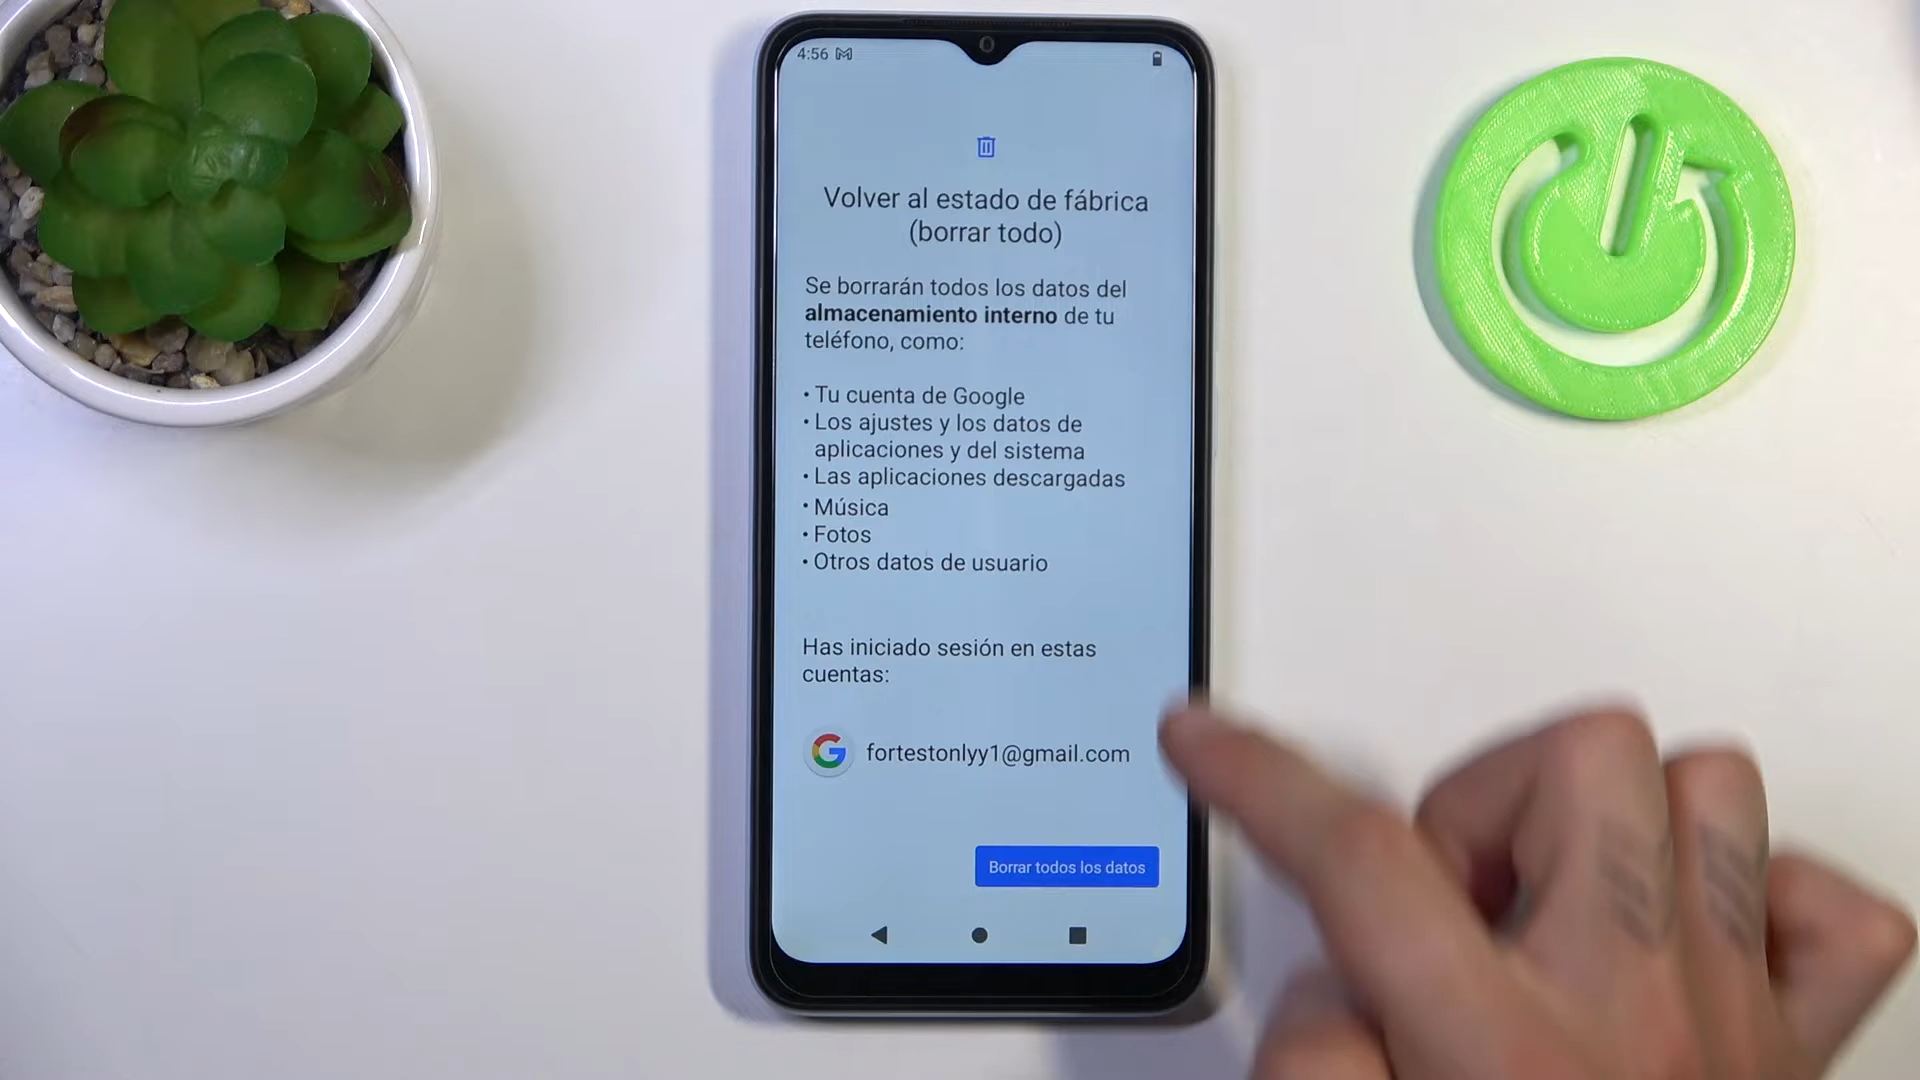 4:56
Volver al estado de fábrica
(borrar todo)
Se borrarán todos los datos del
almacenamiento interno de tu
teléfono, como:
• Tu cuenta de Google
• Los ajustes y los datos de
aplicaciones y del sistema
• Las aplicaciones descargadas
• Música
• Fotos
• Otros datos de usuario
Has iniciado sesión en estas
cuentas:
fortestonlyy1@gmail.com
Borrar todos los datos